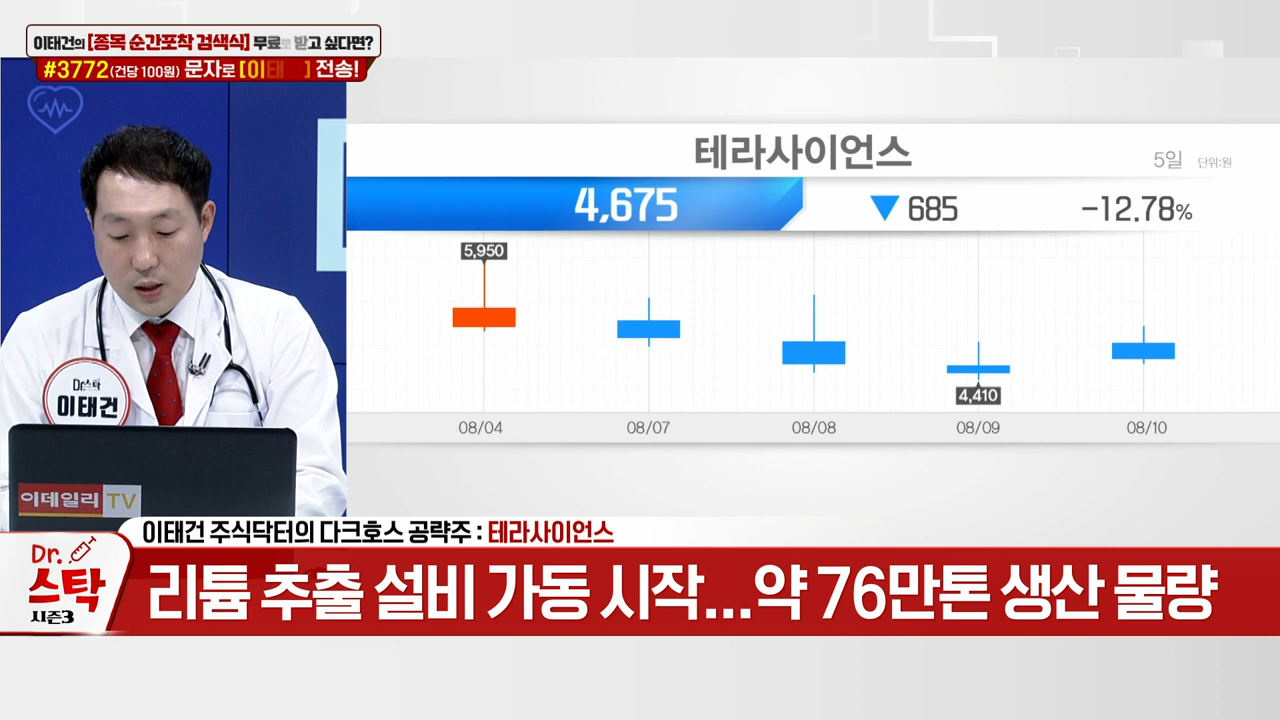 이태건의 [종목 순간포착 검색식] 무료로 받고 싶다면?
#3772(건당 100원) 문자로 [이태 ] 전송!
테라사이언스
5일 단위:원
4,675 ▼ 685 -12.78%
5,950
4,410
08/04 08/07 08/08 08/09 08/10
Dr.스탁
이태건
이데일리 TV
이태건 주식닥터의 다크호스 공략주 : 테라사이언스
Dr.
스탁
시즌3
리튬 추출 설비 가동 시작...약 76만톤 생산 물량